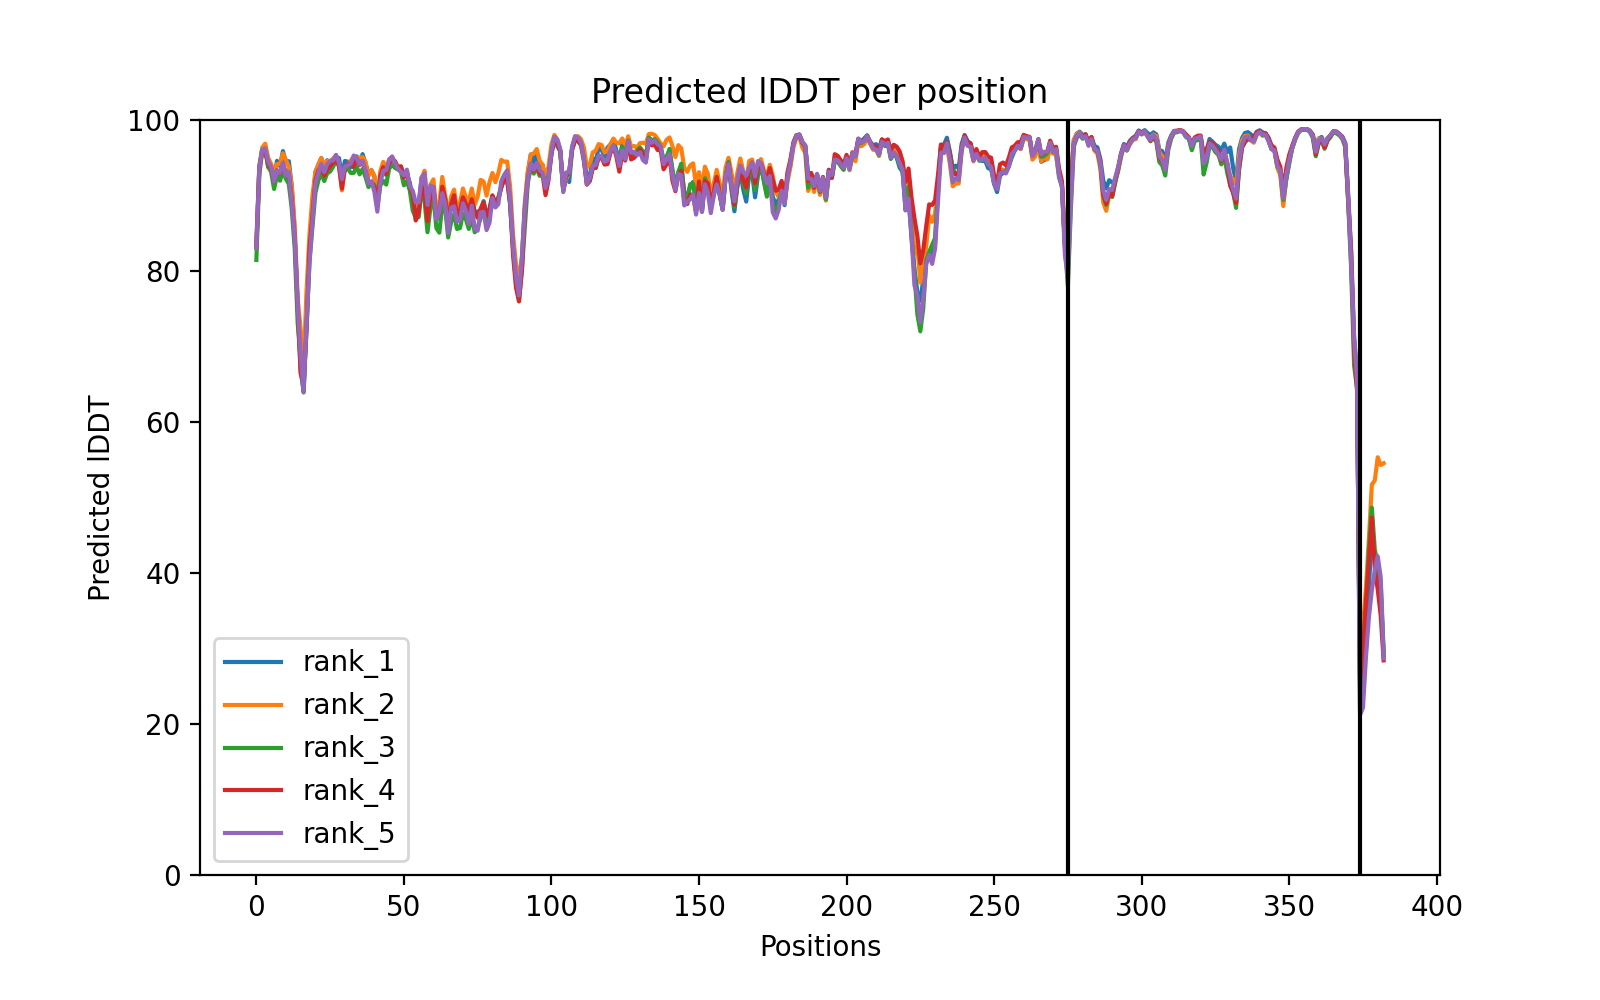 Predicted lDDT per position
100
80
60
40
20
0
Predicted lDDT
rank_1
rank_2
rank_3
rank_4
rank_5
0 50 100 150 200 250 300 350 400
Positions